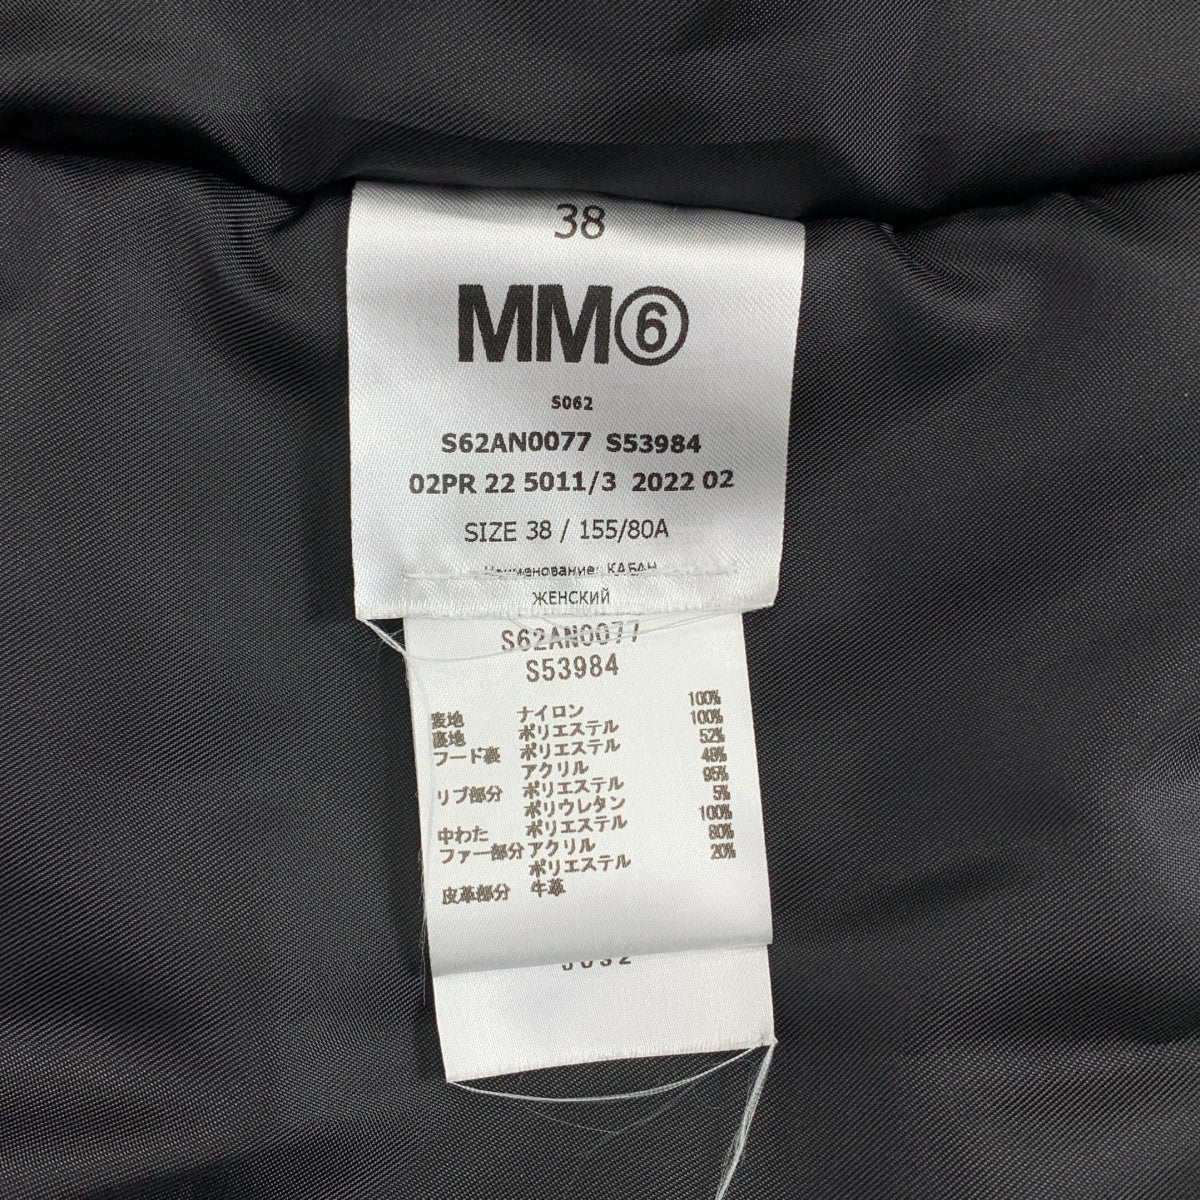 38
MM⑥
S062
S62AN0077 S53984
02PR 22 5011/3 2022 02
SIZE 38 / 155/80A
Наименование: КАБАН
ЖЕНСКИЙ
S62AN0077
S53984
表地 ナイロン 100%
裏地 ポリエステル 100%
フード裏 ポリエステル 52%
アクリル 48%
リブ部分 ポリエステル 95%
ポリウレタン 5%
中わた ポリエステル 100%
ファー部分 アクリル 80%
ポリエステル 20%
皮革部分 牛革